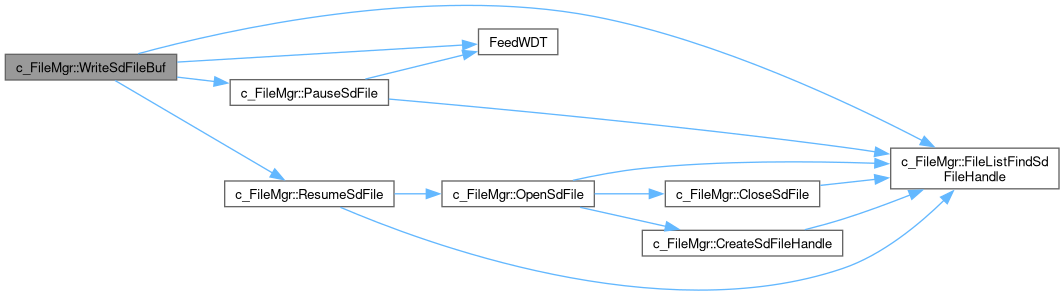 FeedWDT
c_FileMgr::WriteSdFileBuf
c_FileMgr::PauseSdFile
c_FileMgr::FileListFindSd
FileHandle
c_FileMgr::ResumeSdFile
c_FileMgr::OpenSdFile
c_FileMgr::CloseSdFile
c_FileMgr::CreateSdFileHandle